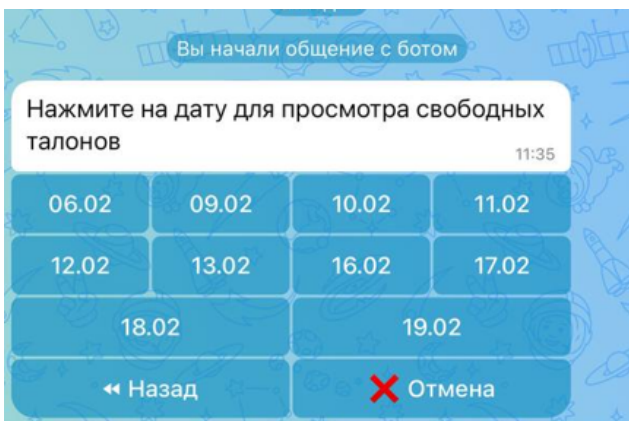 Вы начали общение с ботом
Нажмите на дату для просмотра свободных
талонов
11:35
06.02 09.02 10.02 11.02
12.02 13.02 16.02 17.02
18.02 19.02
Назад Отмена